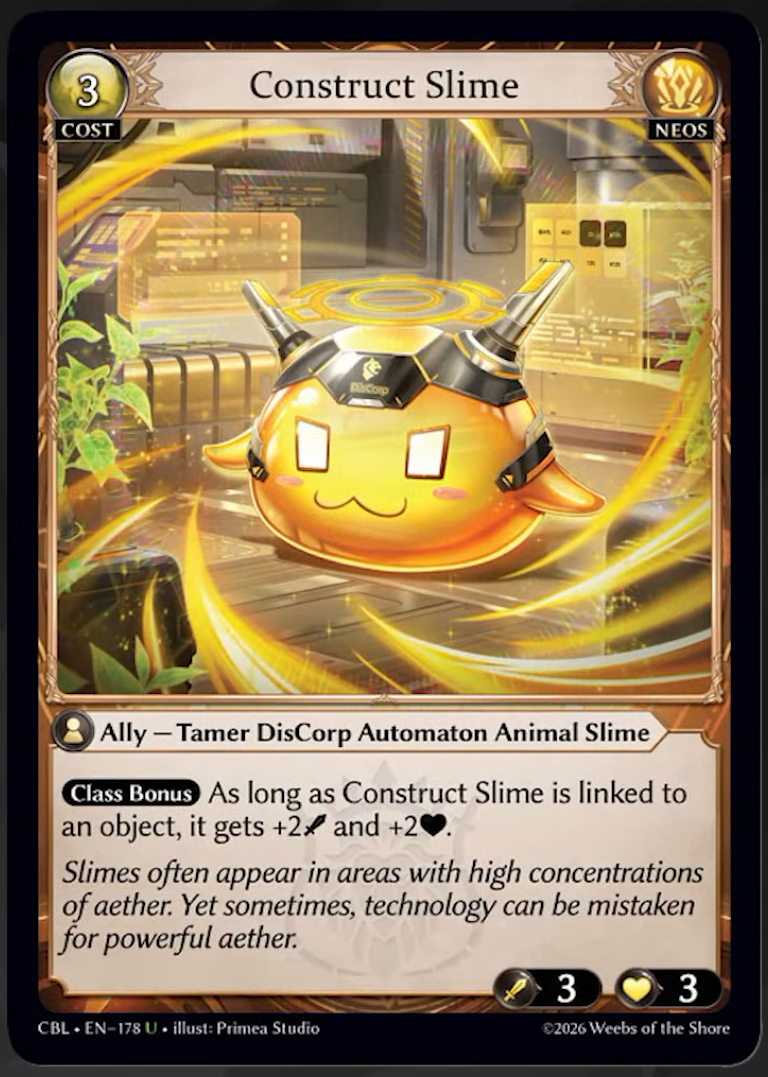 3
Construct Slime
COST
NEOS
DisCorp
Ally — Tamer DisCorp Automaton Animal Slime
Class Bonus As long as Construct Slime is linked to
an object, it gets +2 and +2.
Slimes often appear in areas with high concentrations
of aether. Yet sometimes, technology can be mistaken
for powerful aether.
3
3
CBL • EN-178 U • illust: Primea Studio
©2026 Weebs of the Shore